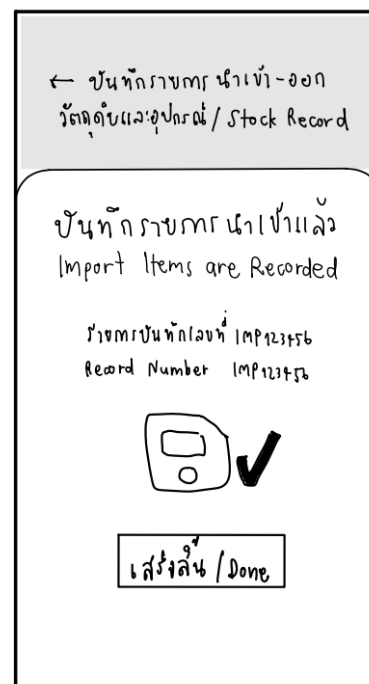 ← บันทึกรายการนำเข้า-ออก
วัตถุดิบและอุปกรณ์ / Stock Record
บันทึกรายการนำเข้าแล้ว
Import Items are Recorded
รายการบันทึกเลขที่ IMP123456
Record Number IMP123456
เสร็จสิ้น / Done